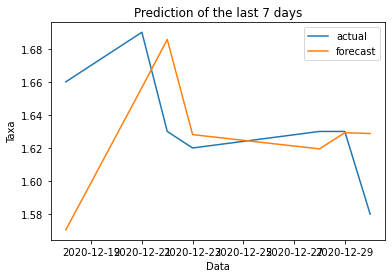 Prediction of the last 7 days
actual
forecast
Taxa
1.68
1.66
1.64
1.62
1.60
1.58
2020-12-19 2020-12-21 2020-12-23 2020-12-25 2020-12-27 2020-12-29
Data